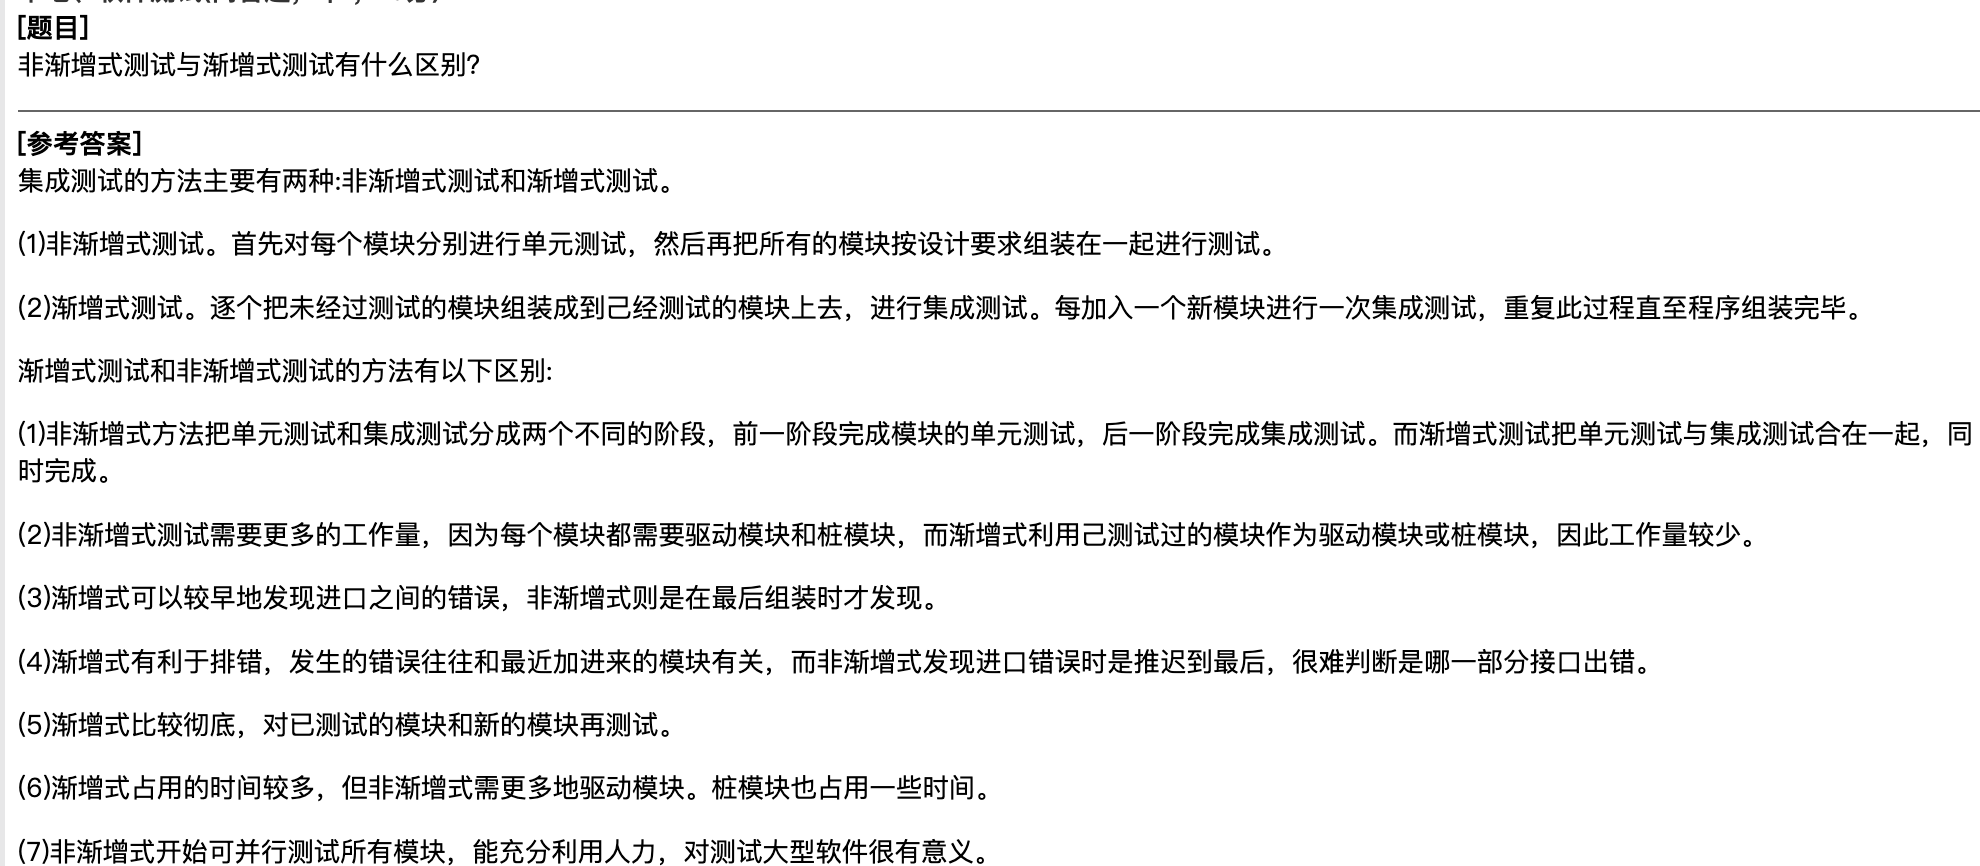 [题目]
非渐增式测试与渐增式测试有什么区别?
[参考答案]
集成测试的方法主要有两种:非渐增式测试和渐增式测试。
(1)非渐增式测试。首先对每个模块分别进行单元测试，然后再把所有的模块按设计要求组装在一起进行测试。
(2)渐增式测试。逐个把未经过测试的模块组装成到己经测试的模块上去，进行集成测试。每加入一个新模块进行一次集成测试，重复此过程直至程序组装完毕。
渐增式测试和非渐增式测试的方法有以下区别:
(1)非渐增式方法把单元测试和集成测试分成两个不同的阶段，前一阶段完成模块的单元测试，后一阶段完成集成测试。而渐增式测试把单元测试与集成测试合在一起，同
时完成。
(2)非渐增式测试需要更多的工作量，因为每个模块都需要驱动模块和桩模块，而渐增式利用己测试过的模块作为驱动模块或桩模块，因此工作量较少。
(3)渐增式可以较早地发现进口之间的错误，非渐增式则是在最后组装时才发现。
(4)渐增式有利于排错，发生的错误往往和最近加进来的模块有关，而非渐增式发现进口错误时是推迟到最后，很难判断是哪一部分接口出错。
(5)渐增式比较彻底，对已测试的模块和新的模块再测试。
(6)渐增式占用的时间较多，但非渐增式需更多地驱动模块。桩模块也占用一些时间。
(7)非渐增式开始可并行测试所有模块，能充分利用人力，对测试大型软件很有意义。